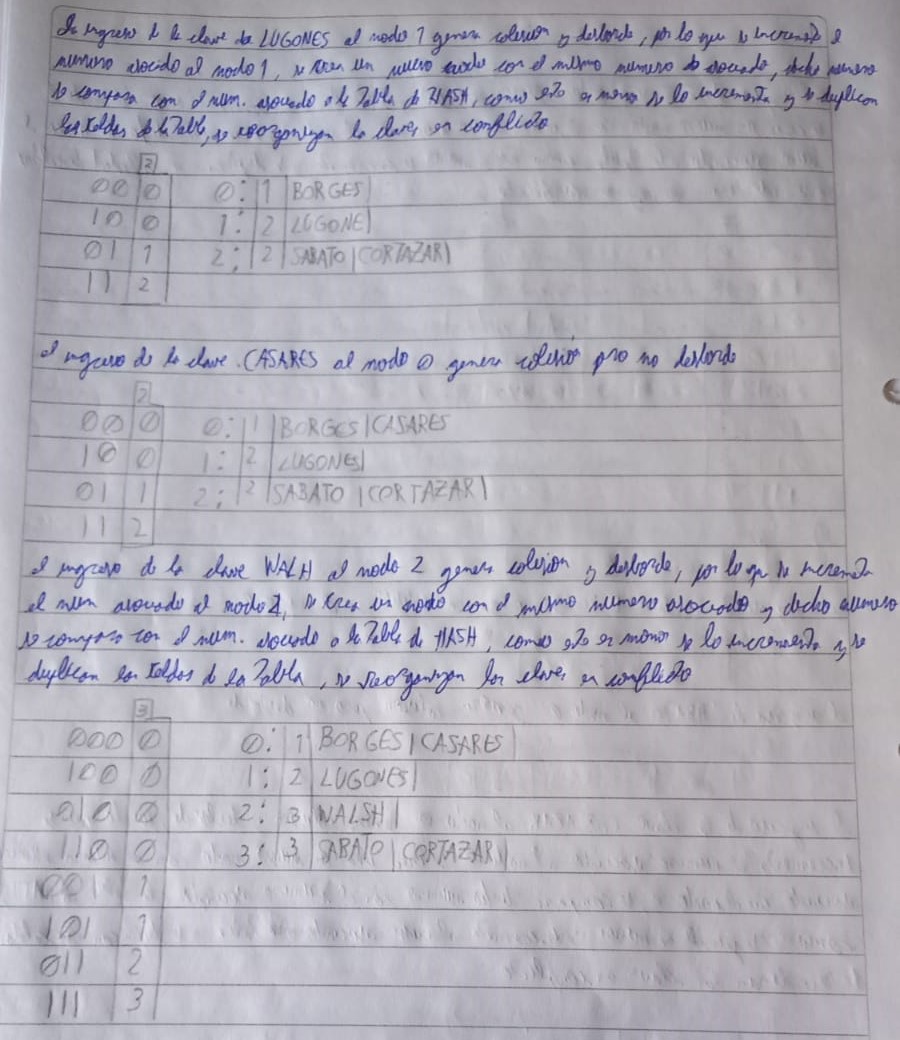 El ingreso de la clave de LUGONES al nodo 1 genera colision y desborde, por lo que se incrementa el
numero asociado al nodo 1, se crea un nuevo nodo con el mismo numero asociado, dicho numero
se compara con el num. asociado a la Tabla de HASH, como este es menor se lo incrementa y se duplican
las celdas de la Tabla, se reorganizan las claves en conflicto
2
00 0 0: 1 BORGES
10 0 1: 2 LUGONE
01 1 2: 2 SABATO | CORTAZAR
11 2
El ingreso de la clave CASARES al nodo 0 genera colision pero no desborde
2
00 0 0: 1 BORGES | CASARES
10 0 1: 2 LUGONES
01 1 2: 2 SABATO | CORTAZAR
11 2
El ingreso de la clave WALH al nodo 2 genera colision y desborde, por lo que se incrementa
el num asociado al nodo 2, se crea un nodo con el mismo numero asociado y dicho numero
se compara con el num. asociado a la Tabla de HASH, como este es menor se lo incrementa y se
duplican las celdas de la Tabla, se reorganizan las claves en conflicto
3
000 0 0: 1 BORGES | CASARES
100 0 1: 2 LUGONES
010 0 2: 3 WALSH
110 0 3: 3 SABATO | CORTAZAR
001 1
101 1
011 2
111 3